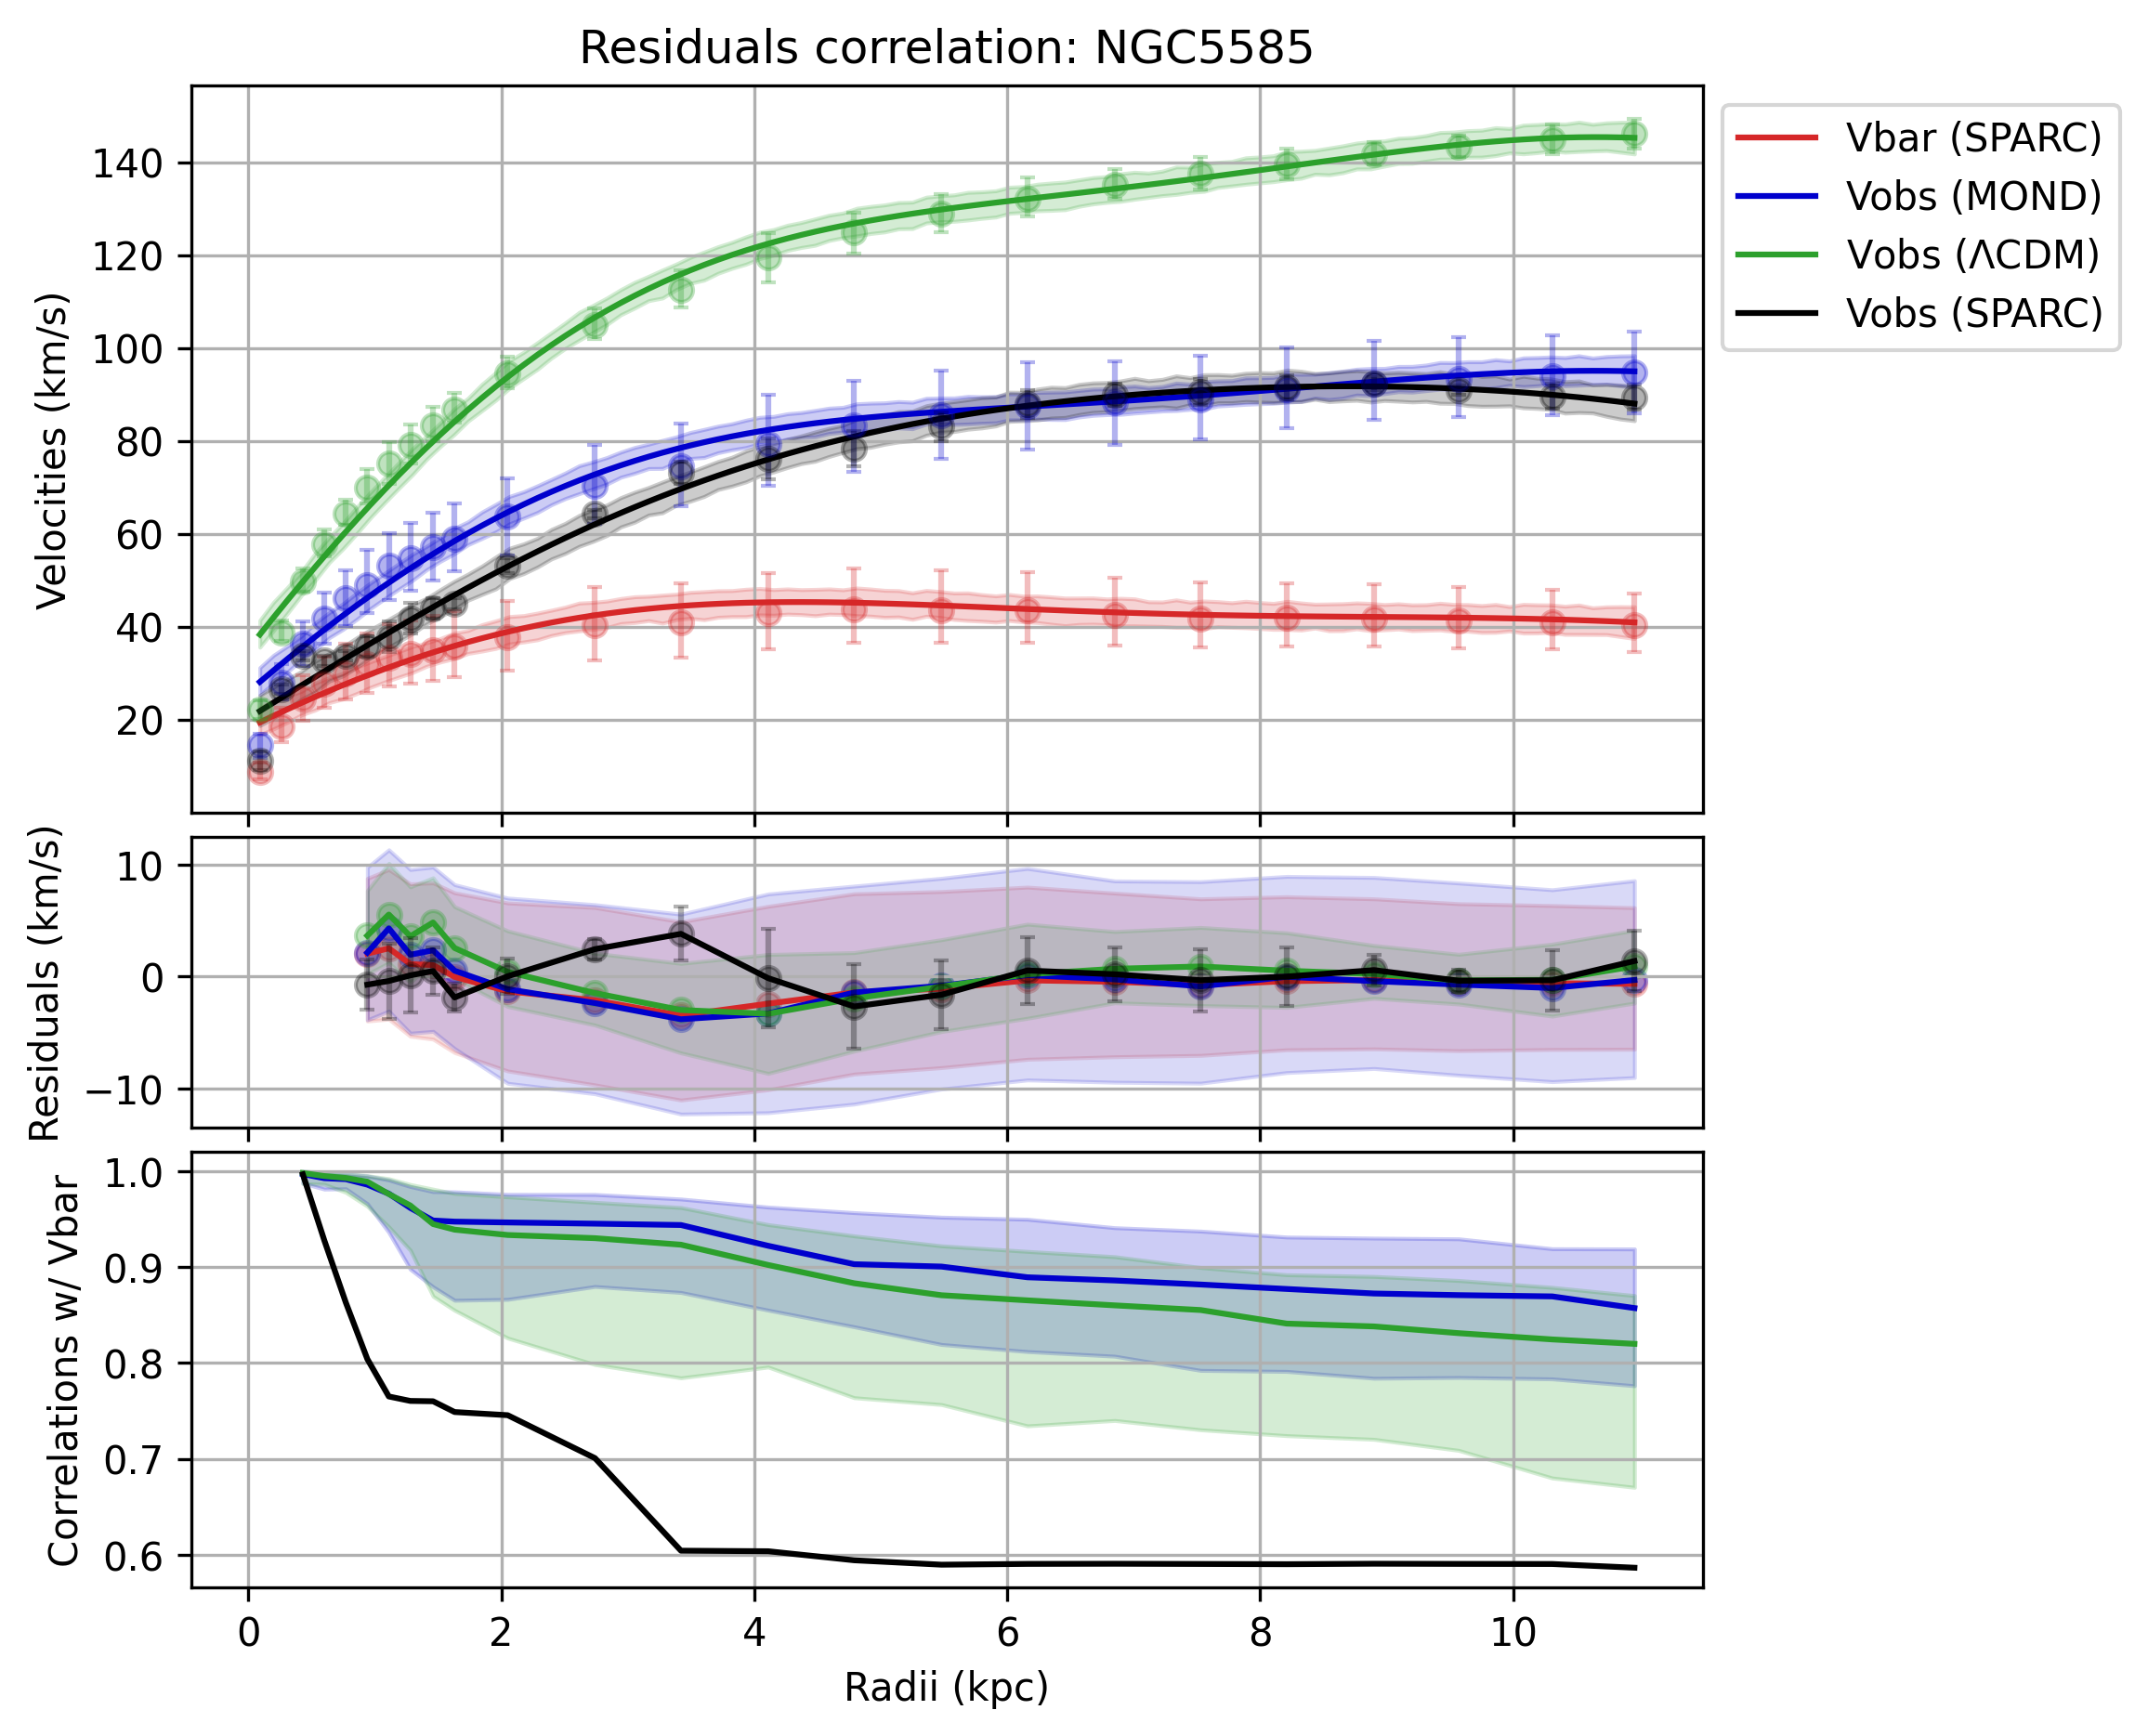 Residuals correlation: NGC5585
Velocities (km/s)
140
120
100
80
60
40
20
Vbar (SPARC)
Vobs (MOND)
Vobs (ΛCDM)
Vobs (SPARC)
Residuals (km/s)
10
0
−10
Correlations w/ Vbar
1.0
0.9
0.8
0.7
0.6
0 2 4 6 8 10
Radii (kpc)